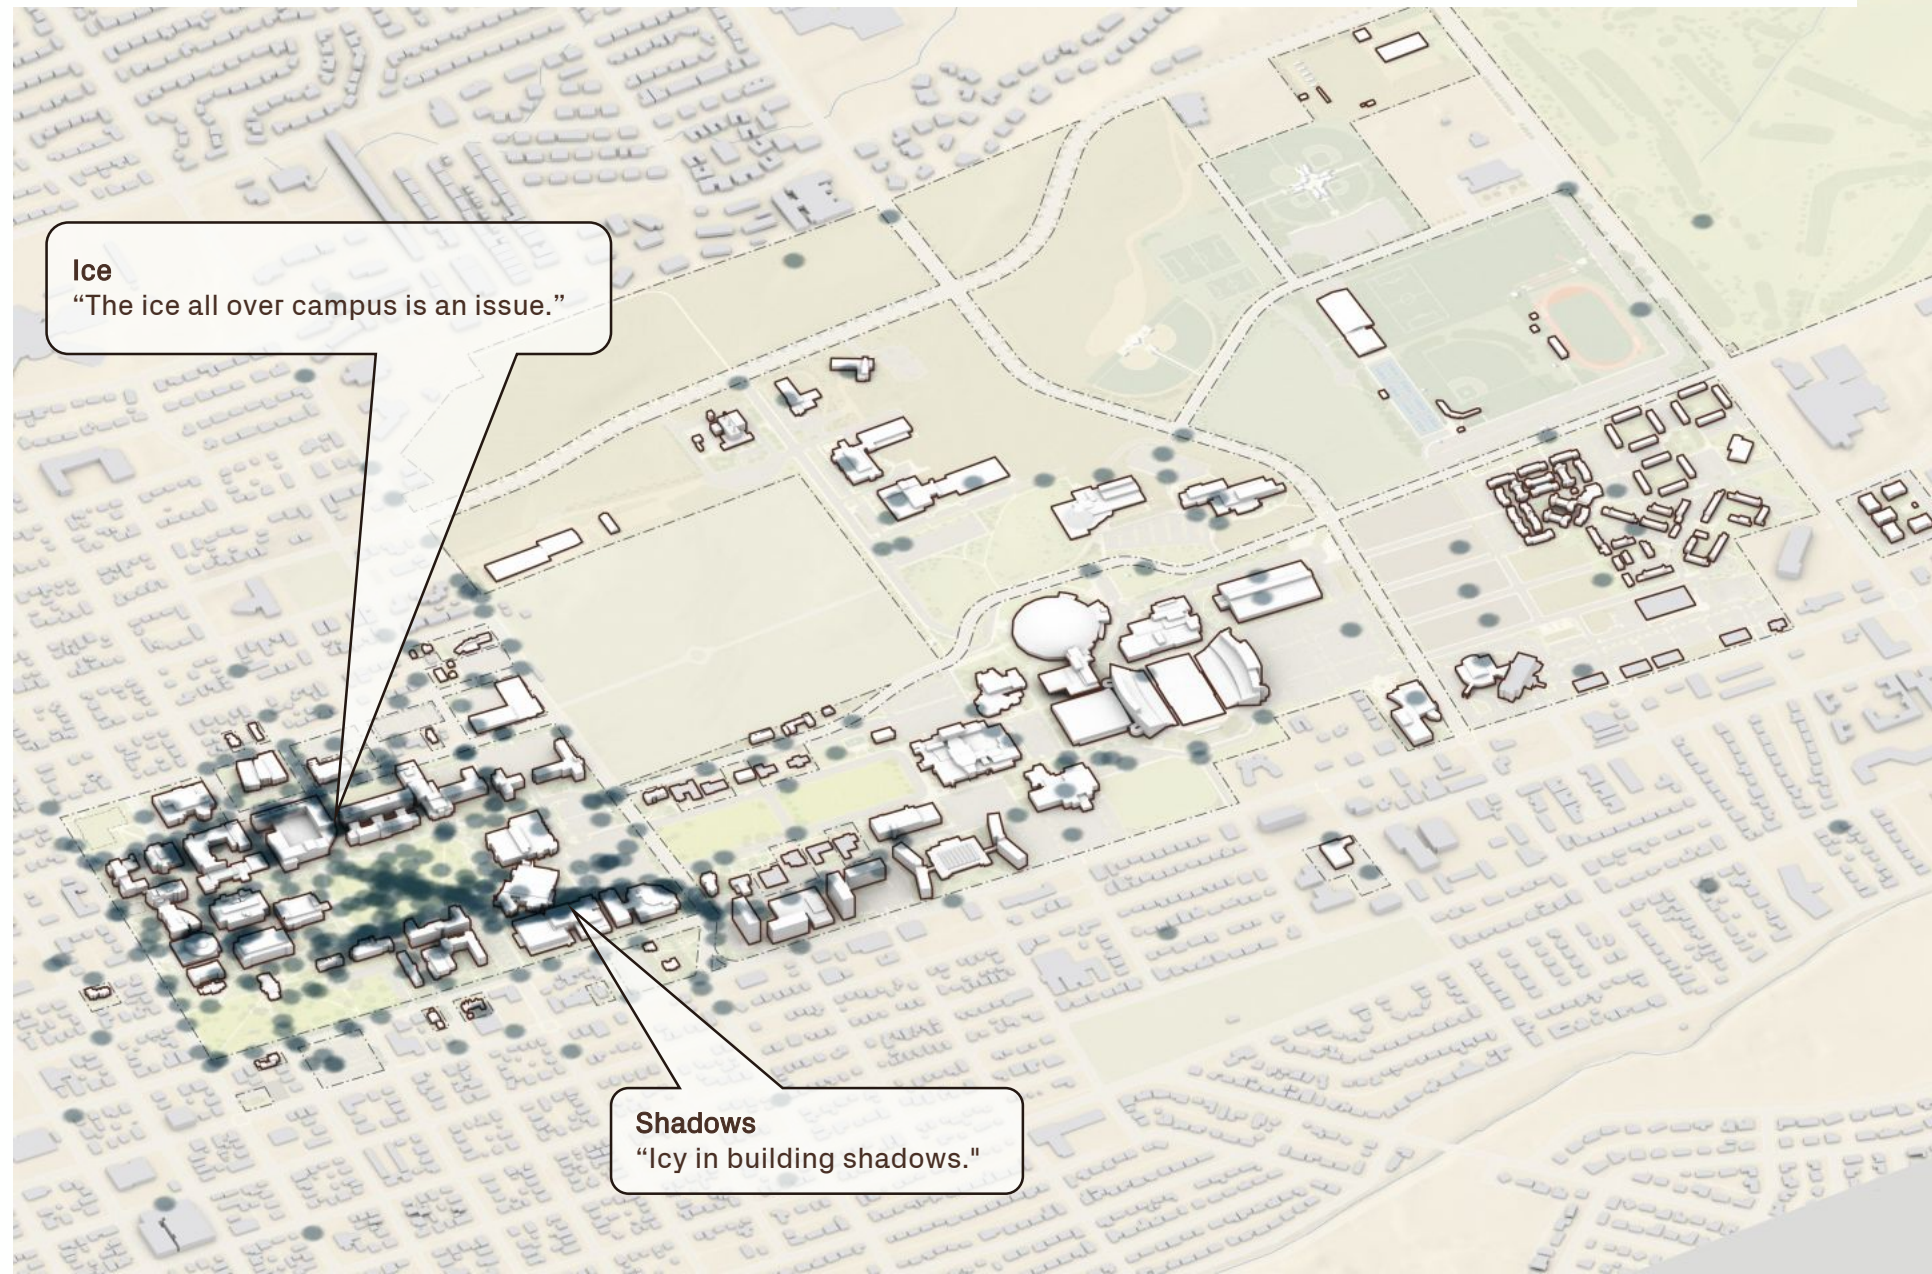 Ice
“The ice all over campus is an issue.”
Shadows
“Icy in building shadows."